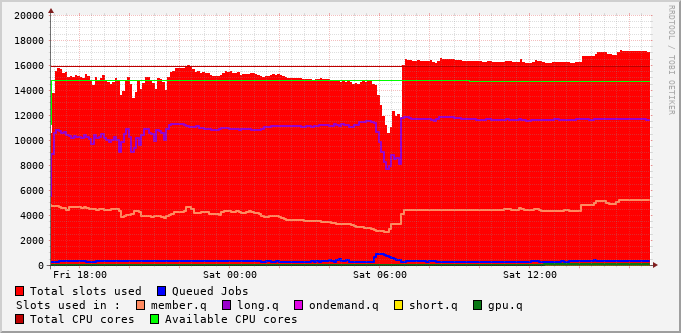 20000
18000
16000
14000
12000
10000
8000
6000
4000
2000
0
Fri 18:00 Sat 00:00 Sat 06:00 Sat 12:00
RRDTOOL / TOBI OETIKER
Total slots used Queued Jobs
Slots used in : member.q long.q ondemand.q short.q gpu.q
Total CPU cores Available CPU cores